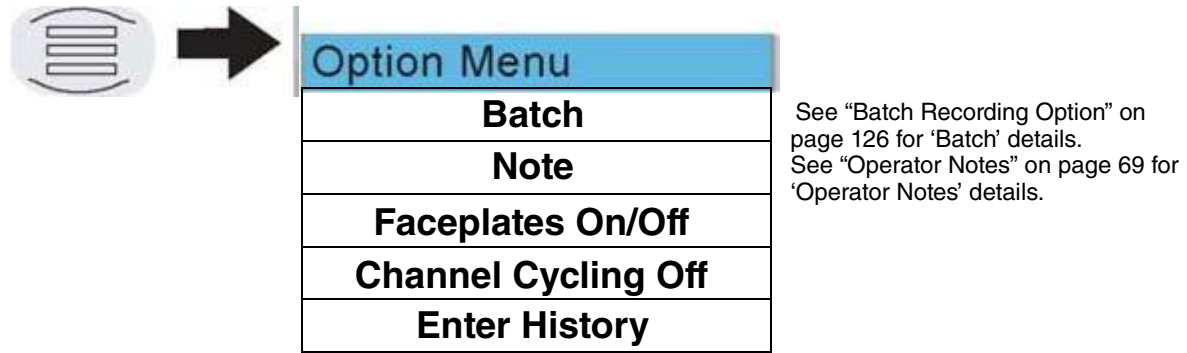 Option Menu
Batch
Note
Faceplates On/Off
Channel Cycling Off
Enter History
See “Batch Recording Option” on
page 126 for ‘Batch’ details.
See “Operator Notes” on page 69 for
‘Operator Notes’ details.